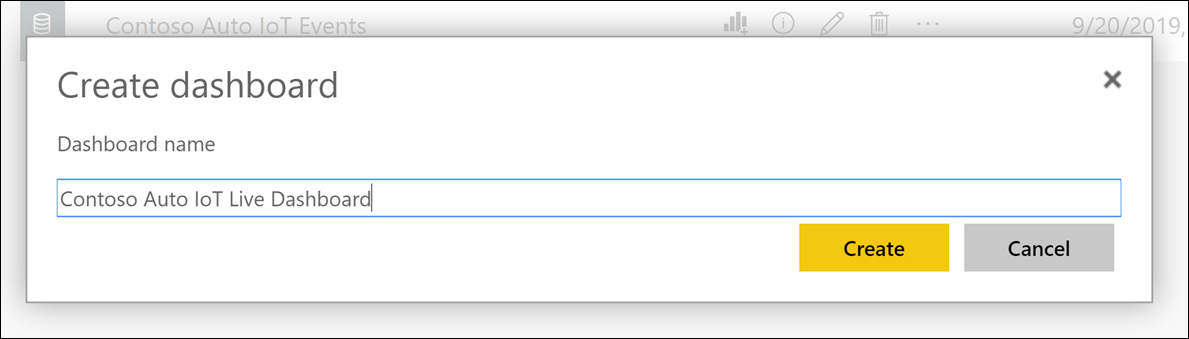 Contoso Auto IoT Events 9/20/2019,
Create dashboard
Dashboard name
Contoso Auto IoT Live Dashboard
Create Cancel